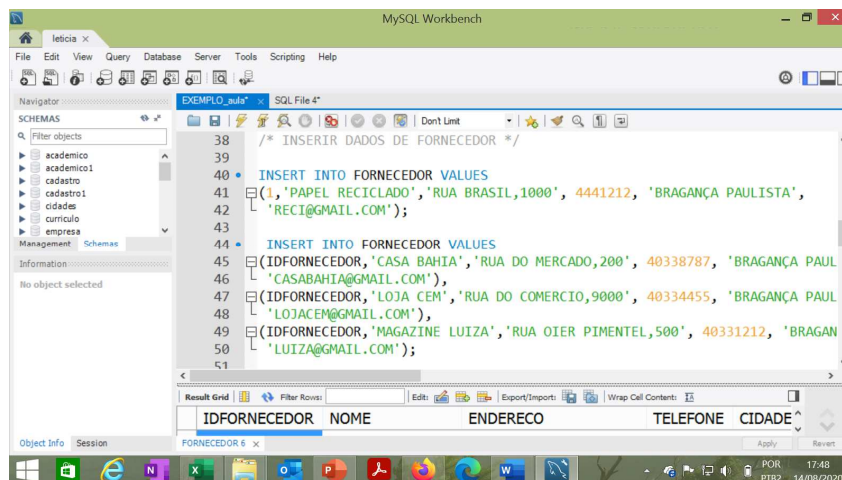 MySQL Workbench
leticia ×
File Edit View Query Database Server Tools Scripting Help
Navigator
SCHEMAS
Filter objects
academico
academico1
cadastro
cadastro1
cidades
curriculo
empresa
Management Schemas
Information
No object selected
Object Info Session
EXEMPLO_aula* × SQL File 4*
Don't Limit
38 /* INSERIR DADOS DE FORNECEDOR */
39
40 INSERT INTO FORNECEDOR VALUES
41 (1,'PAPEL RECICLADO','RUA BRASIL,1000', 4441212, 'BRAGANÇA PAULISTA',
42 'RECI@GMAIL.COM');
43
44 INSERT INTO FORNECEDOR VALUES
45 (IDFORNECEDOR,'CASA BAHIA','RUA DO MERCADO,200', 40338787, 'BRAGANÇA PAUL
46 'CASABAHIA@GMAIL.COM'),
47 (IDFORNECEDOR,'LOJA CEM','RUA DO COMERCIO,9000', 40334455, 'BRAGANÇA PAUL
48 'LOJACEM@GMAIL.COM'),
49 (IDFORNECEDOR,'MAGAZINE LUIZA','RUA OIER PIMENTEL,500', 40331212, 'BRAGAN
50 'LUIZA@GMAIL.COM');
51
Result Grid Filter Rows: Edit: Export/Import: Wrap Cell Content:
IDFORNECEDOR NOME ENDERECO TELEFONE CIDADE
FORNECEDOR 6 × Apply Revert
POR 17:48
PTB2 14/08/2020